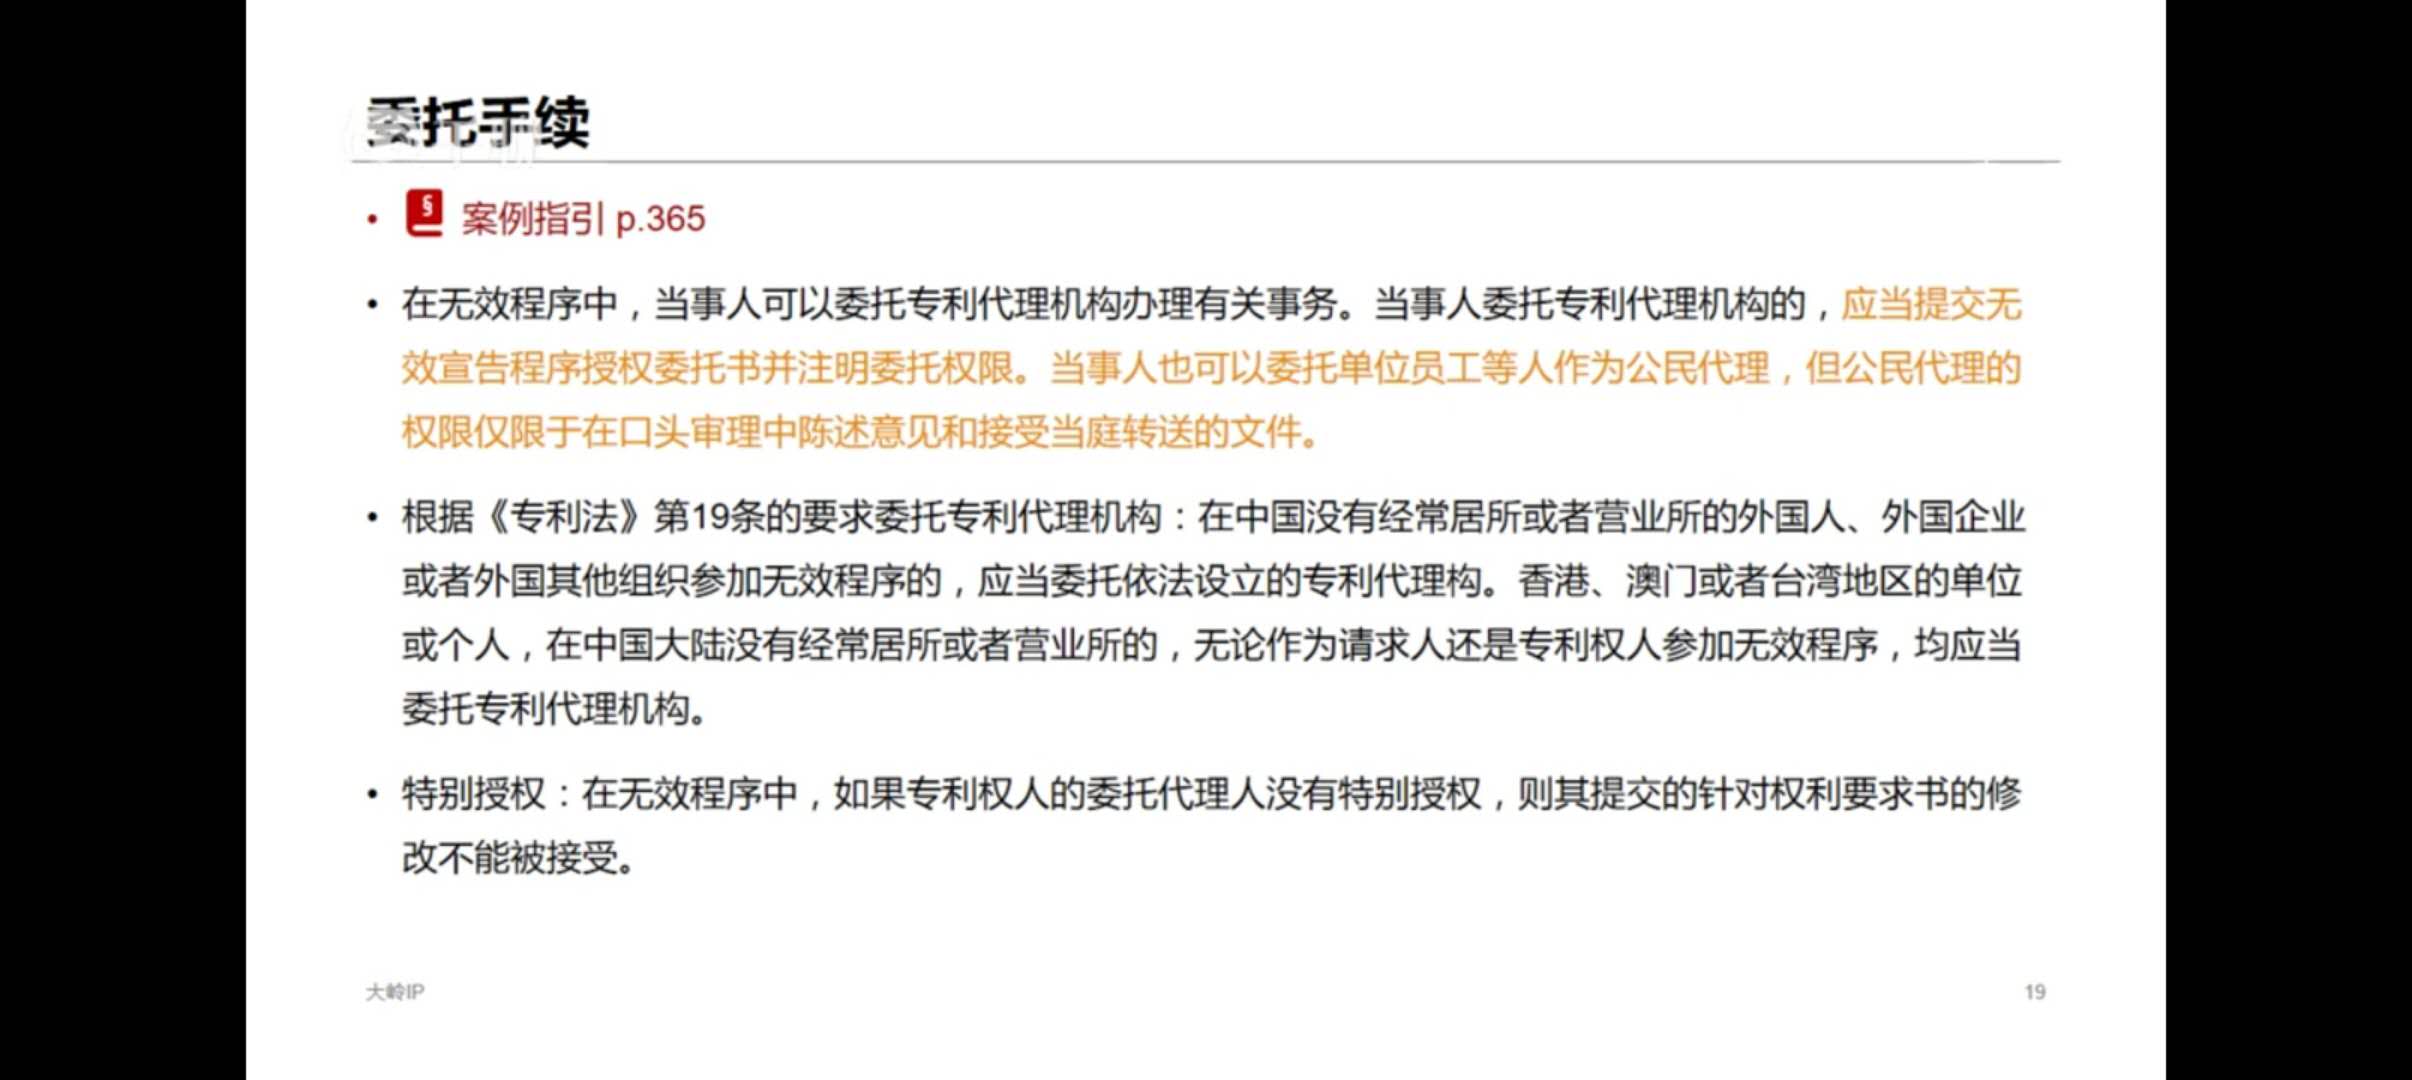 委托手续
• § 案例指引 p.365
• 在无效程序中，当事人可以委托专利代理机构办理有关事务。当事人委托专利代理机构的，应当提交无
效宣告程序授权委托书并注明委托权限。当事人也可以委托单位员工等人作为公民代理，但公民代理的
权限仅限于在口头审理中陈述意见和接受当庭转送的文件。
• 根据《专利法》第19条的要求委托专利代理机构：在中国没有经常居所或者营业所的外国人、外国企业
或者外国其他组织参加无效程序的，应当委托依法设立的专利代理构。香港、澳门或者台湾地区的单位
或个人，在中国大陆没有经常居所或者营业所的，无论作为请求人还是专利权人参加无效程序，均应当
委托专利代理机构。
• 特别授权：在无效程序中，如果专利权人的委托代理人没有特别授权，则其提交的针对权利要求书的修
改不能被接受。
大岭IP
19